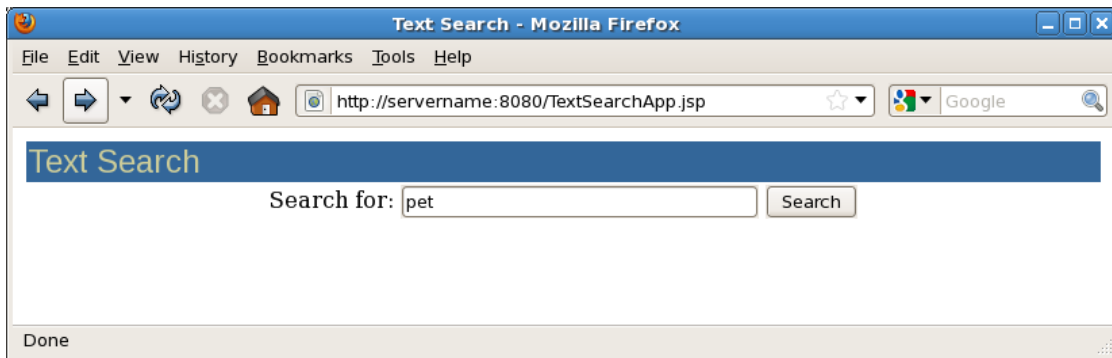 Text Search - Mozilla Firefox
File Edit View History Bookmarks Tools Help
http://servername:8080/TextSearchApp.jsp Google
Text Search
Search for: pet Search
Done